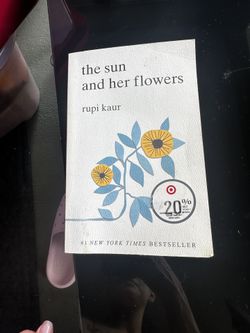 the sun
and her flowers
rupi kaur
20%
#1 NEW YORK TIMES BESTSELLER